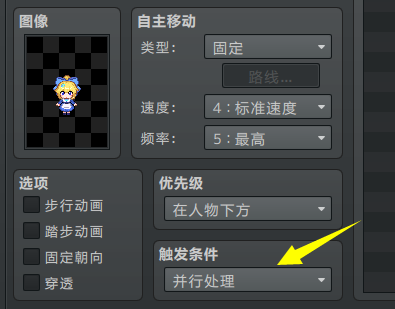 图像
自主移动
类型：
固定
路线...
速度：
4：标准速度
频率：
5：最高
选项
步行动画
踏步动画
固定朝向
穿透
优先级
在人物下方
触发条件
并行处理